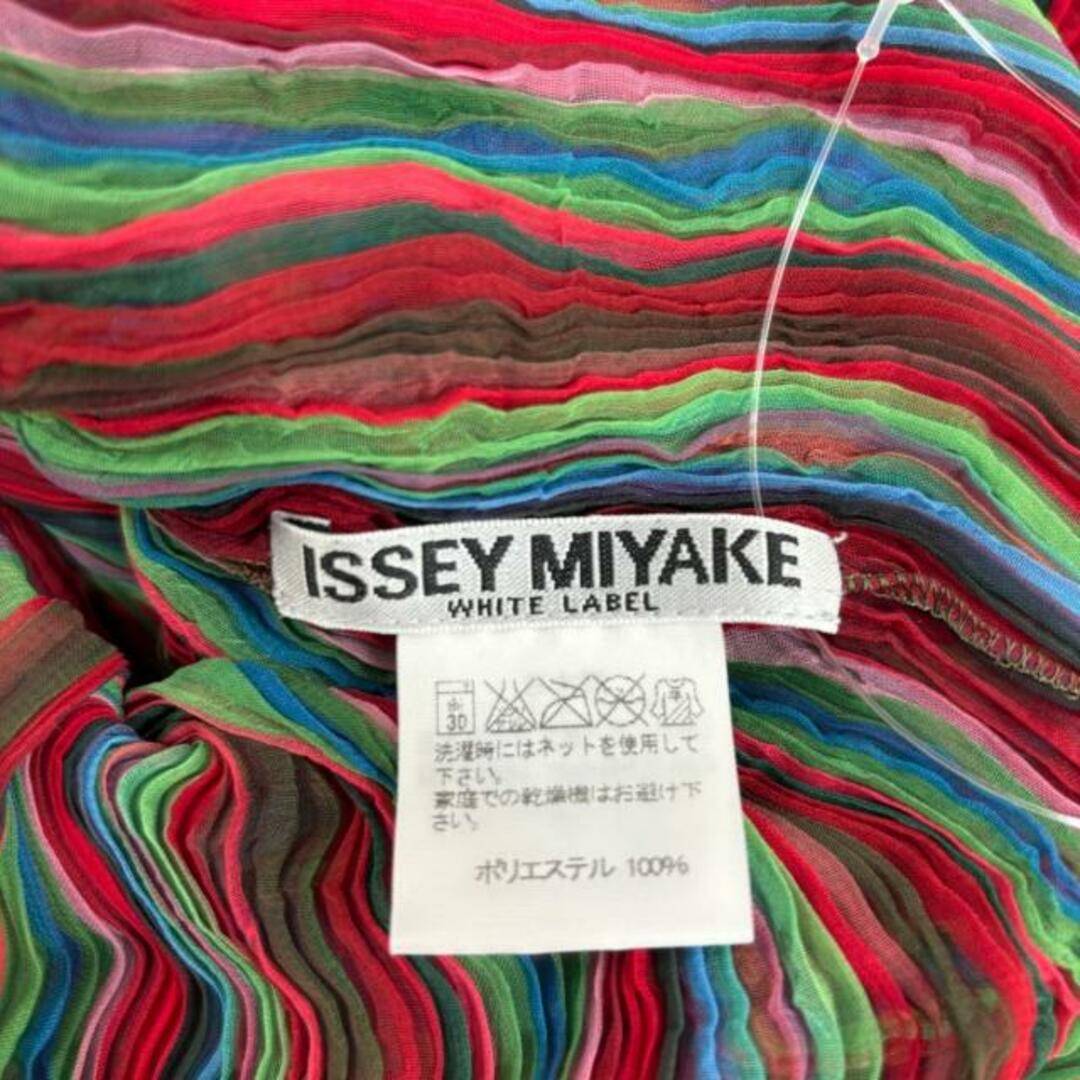 ISSEY MIYAKE
WHITE LABEL
30
洗濯時にはネットを使用して
下さい。
家庭での乾燥機はお避け下
さい。
ポリエステル 100%